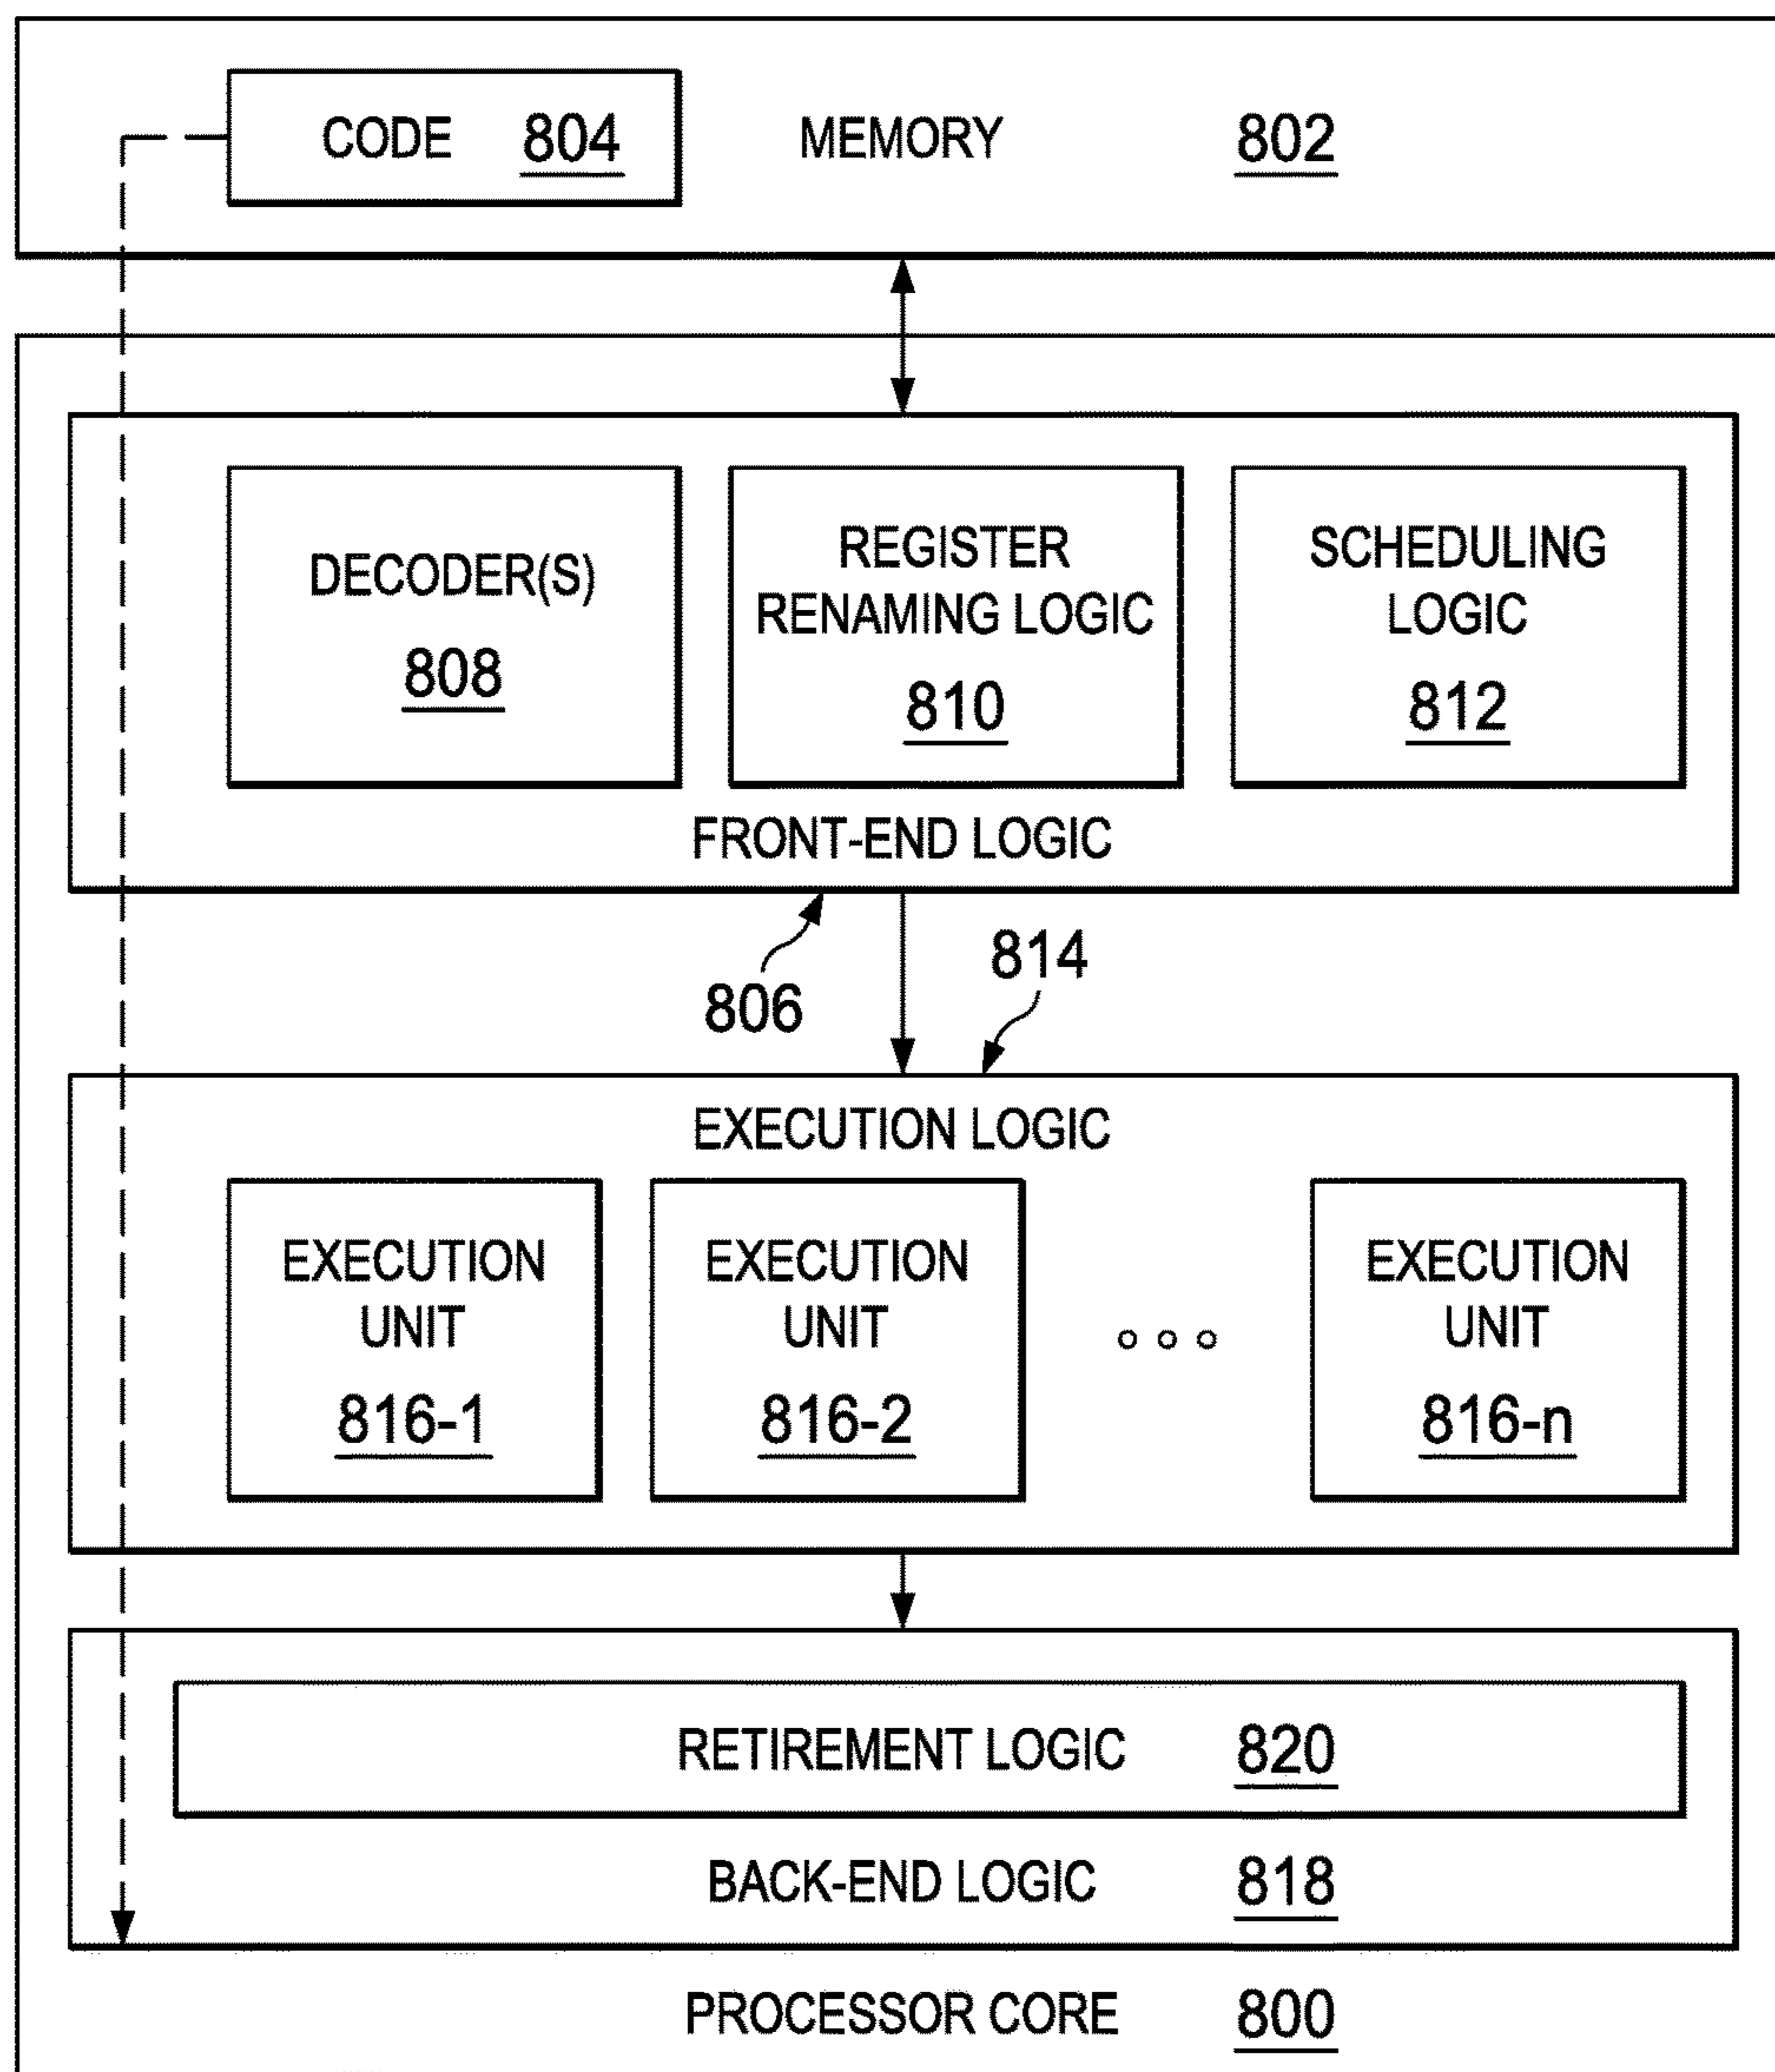 CODE 804 MEMORY 802
DECODER(S)
808
REGISTER
RENAMING LOGIC
810
SCHEDULING
LOGIC
812
FRONT-END LOGIC
806
814
EXECUTION LOGIC
EXECUTION
UNIT
816-1
EXECUTION
UNIT
816-2
EXECUTION
UNIT
816-n
RETIREMENT LOGIC 820
BACK-END LOGIC 818
PROCESSOR CORE 800